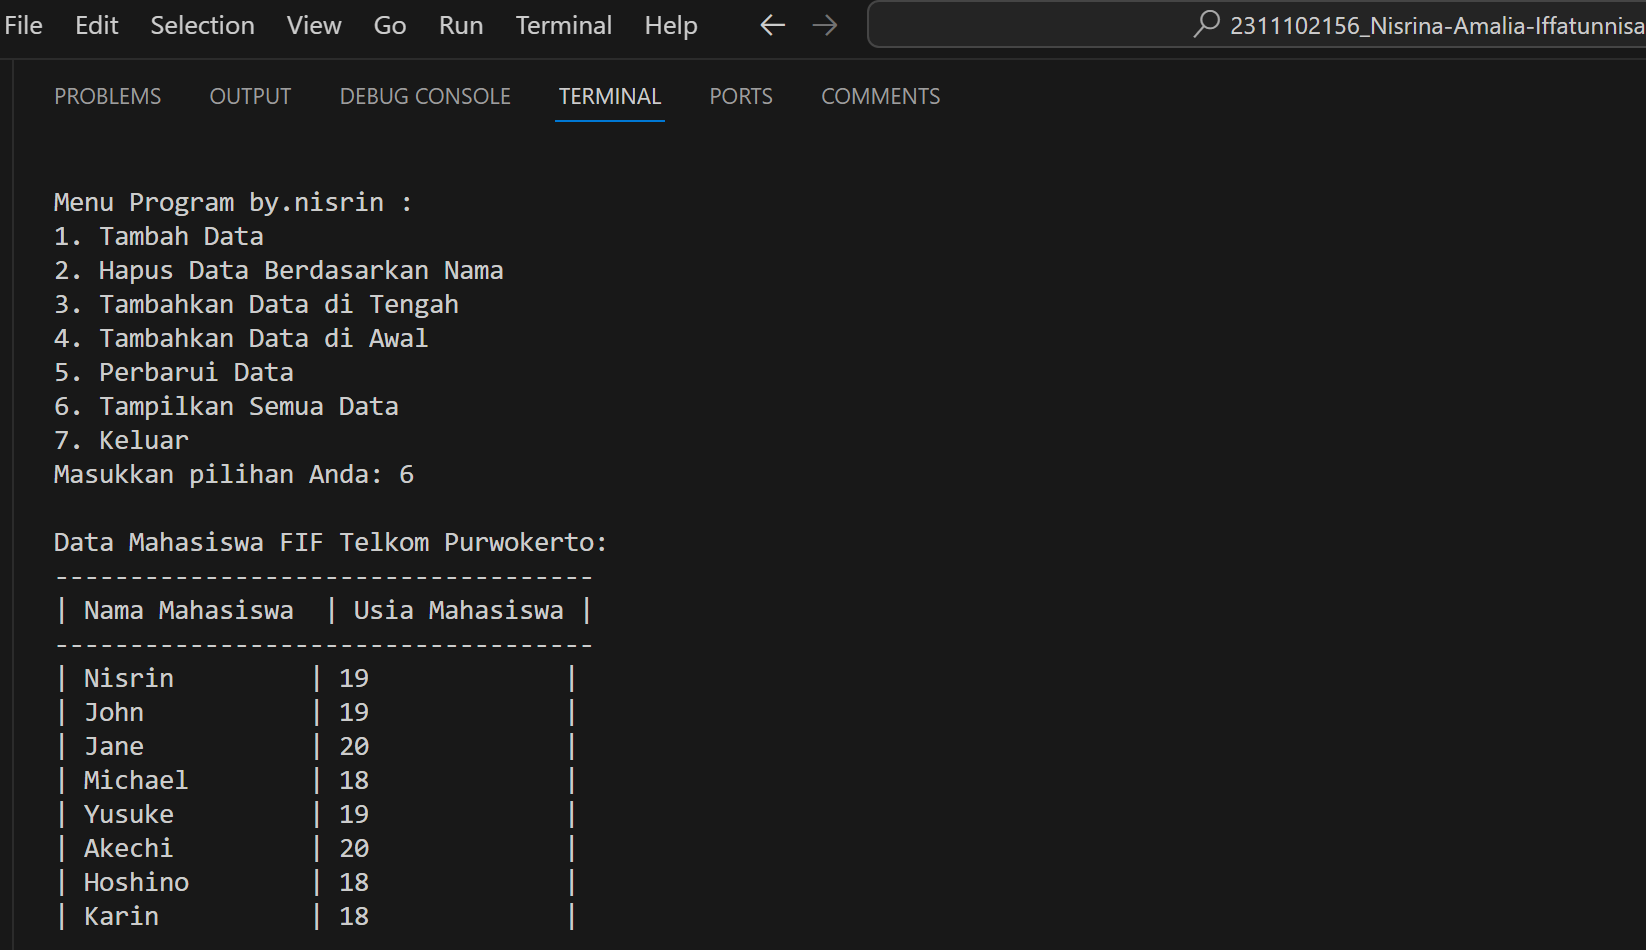 File Edit Selection View Go Run Terminal Help 2311102156_Nisrina-Amalia-Iffatunnisa
PROBLEMS OUTPUT DEBUG CONSOLE TERMINAL PORTS COMMENTS
Menu Program by.nisrin :
1. Tambah Data
2. Hapus Data Berdasarkan Nama
3. Tambahkan Data di Tengah
4. Tambahkan Data di Awal
5. Perbarui Data
6. Tampilkan Semua Data
7. Keluar
Masukkan pilihan Anda: 6
Data Mahasiswa FIF Telkom Purwokerto:
------------------------------------
| Nama Mahasiswa  | Usia Mahasiswa |
------------------------------------
| Nisrin         | 19             |
| John           | 19             |
| Jane           | 20             |
| Michael        | 18             |
| Yusuke         | 19             |
| Akechi         | 20             |
| Hoshino        | 18             |
| Karin          | 18             |